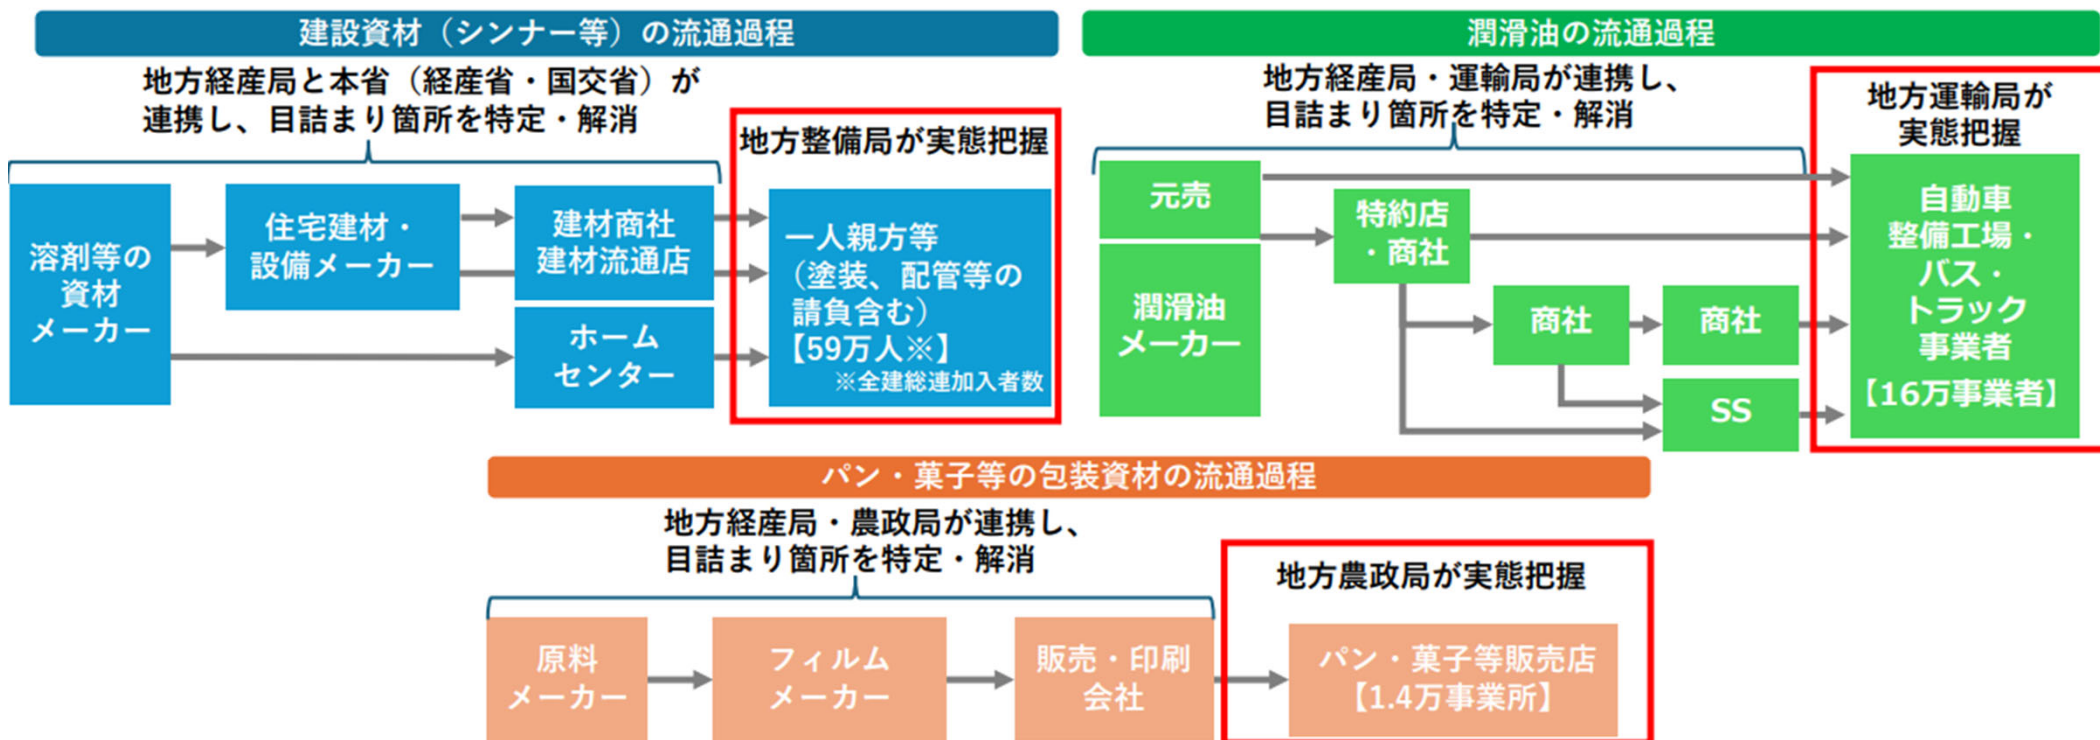 建設資材（シンナー等）の流通過程
地方経産局と本省（経産省・国交省）が
連携し、目詰まり箇所を特定・解消
地方整備局が実態把握
溶剤等の
資材
メーカー
住宅建材・
設備メーカー
建材商社
建材流通店
ホーム
センター
一人親方等
（塗装、配管等の
請負含む）
【59万人※】
※全建総連加入者数
潤滑油の流通過程
地方経産局・運輸局が連携し、
目詰まり箇所を特定・解消
地方運輸局が
実態把握
元売
潤滑油
メーカー
特約店
・商社
商社
商社
SS
自動車
整備工場・
バス・
トラック
事業者
【16万事業者】
パン・菓子等の包装資材の流通過程
地方経産局・農政局が連携し、
目詰まり箇所を特定・解消
地方農政局が実態把握
原料
メーカー
フィルム
メーカー
販売・印刷
会社
パン・菓子等販売店
【1.4万事業所】